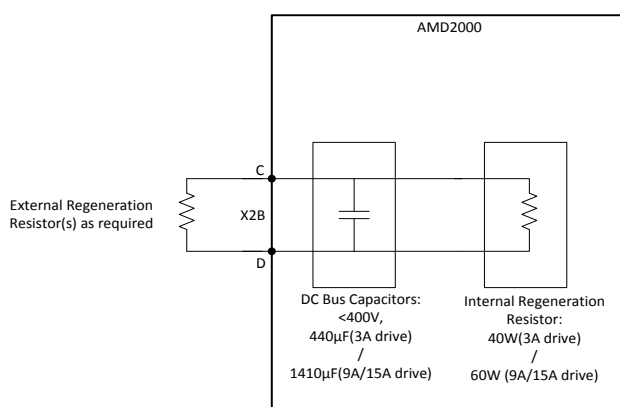 AMD2000
C
External Regeneration
Resistor(s) as required
X2B
D
DC Bus Capacitors:
<400V,
440µF(3A drive)
/
1410µF(9A/15A drive)
Internal Regeneration
Resistor:
40W(3A drive)
/
60W (9A/15A drive)